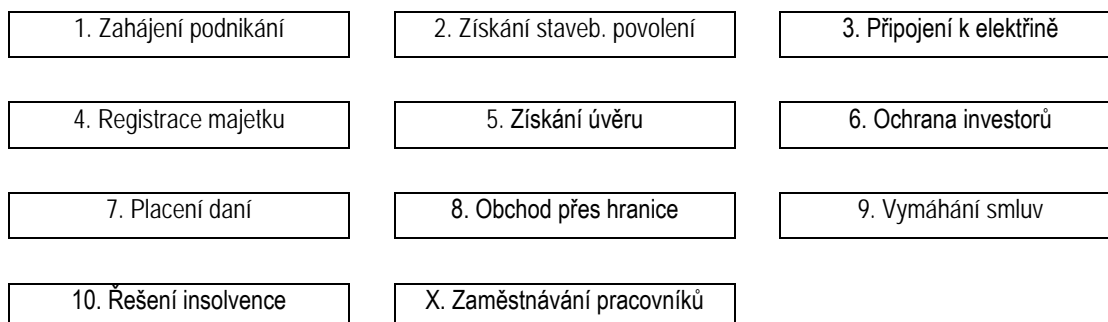 1. Zahájení podnikání
2. Získání staveb. povolení
3. Připojení k elektřině
4. Registrace majetku
5. Získání úvěru
6. Ochrana investorů
7. Placení daní
8. Obchod přes hranice
9. Vymáhání smluv
10. Řešení insolvence
X. Zaměstnávání pracovníků